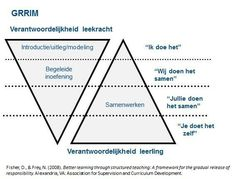 GRRIM
Verantwoordelijkheid leekracht
Introductie/uitleg/modeling
"Ik doe het"
Begeleide
inoefening
"Wij doen het
samen"
Samenwerken
"Jullie doen het
samen"
"Je doet het
zelf"
Verantwoordelijkheid leerling
Fisher, D., & Frey, N. (2008). Better learning through structured teaching: A framework for the gradual release of
responsibility. Alexandria, VA: Association for Supervision and Curriculum Development.